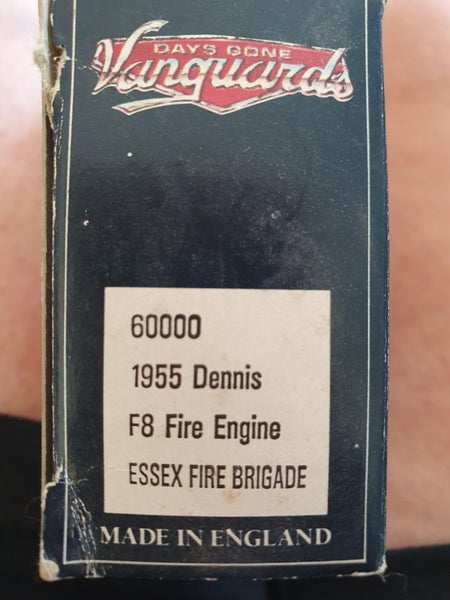 DAYS GONE
Vanguards
60000
1955 Dennis
F8 Fire Engine
ESSEX FIRE BRIGADE
MADE IN ENGLAND